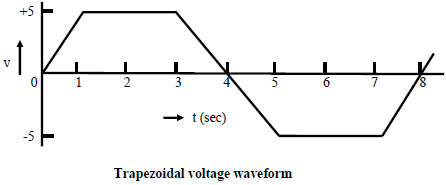 +5
v
0 1 2 3 4 5 6 7 8
t (sec)
-5
Trapezoidal voltage waveform